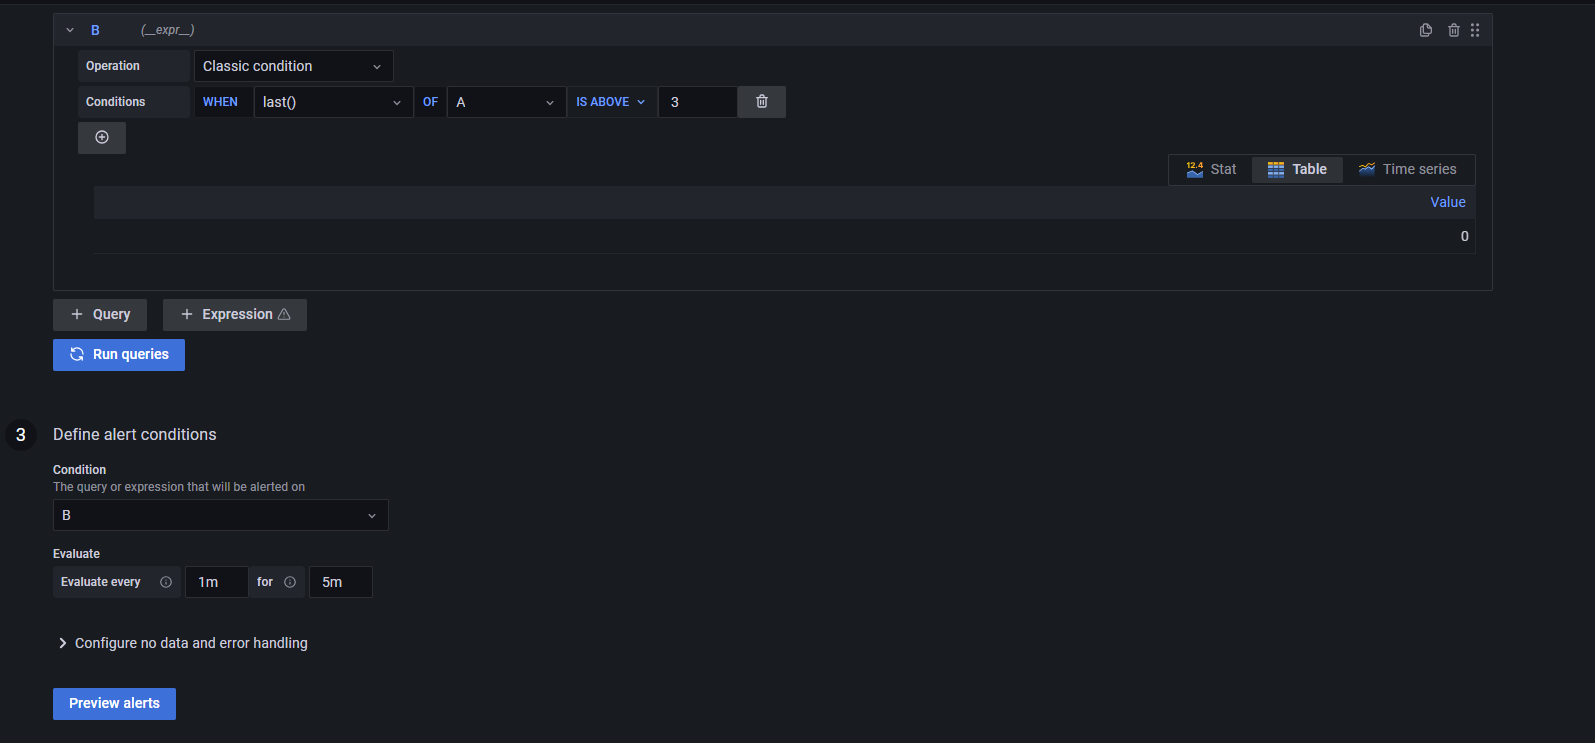 B (__expr__)
Operation Classic condition
Conditions WHEN last() OF A IS ABOVE 3
12.4 Stat Table Time series
Value
0
+ Query + Expression
Run queries
3 Define alert conditions
Condition
The query or expression that will be alerted on
B
Evaluate
Evaluate every 1m for 5m
Configure no data and error handling
Preview alerts